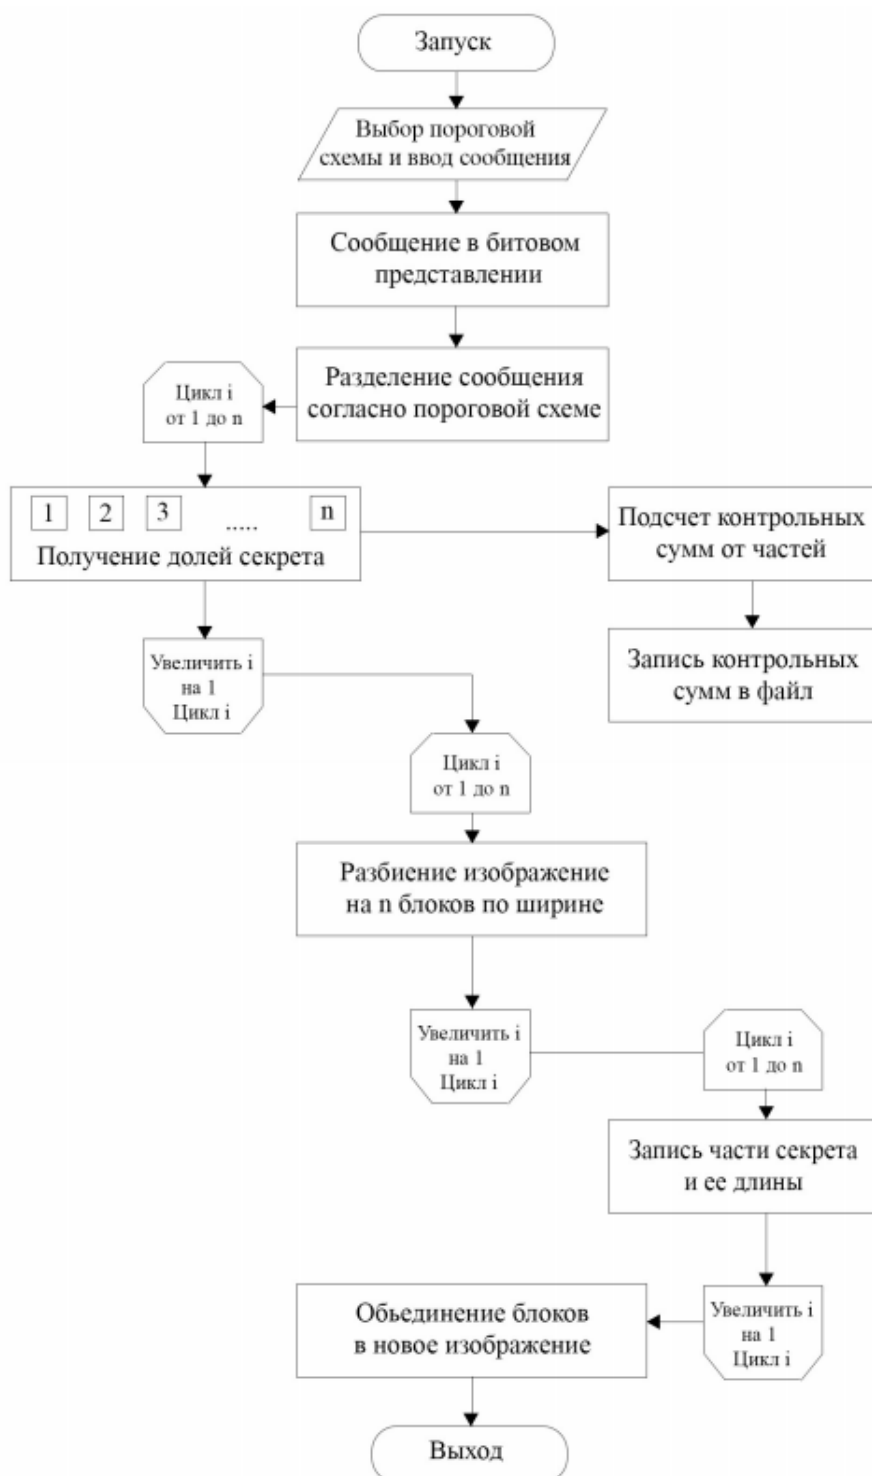 Запуск
Выбор пороговой
схемы и ввод сообщения
Сообщение в битовом
представлении
Разделение сообщения
согласно пороговой схеме
Цикл i
от 1 до n
1 2 3 ..... n
Получение долей секрета
Подсчет контрольных
сумм от частей
Запись контрольных
сумм в файл
Увеличить i
на 1
Цикл i
Цикл i
от 1 до n
Разбиение изображение
на n блоков по ширине
Увеличить i
на 1
Цикл i
Цикл i
от 1 до n
Запись части секрета
и ее длины
Увеличить i
на 1
Цикл i
Обьединение блоков
в новое изображение
Выход